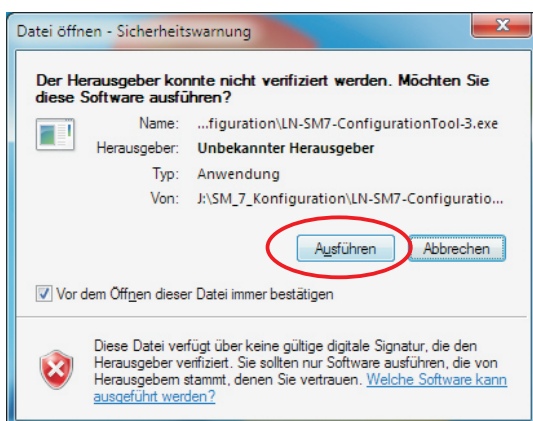 Datei öffnen - Sicherheitswarnung
Der Herausgeber konnte nicht verifiziert werden. Möchten Sie
diese Software ausführen?
Name: ...figuration\LN-SM7-ConfigurationTool-3.exe
Herausgeber: Unbekannter Herausgeber
Typ: Anwendung
Von: J:\SM_7_Konfiguration\LN-SM7-Configuratio...
Ausführen Abbrechen
Vor dem Öffnen dieser Datei immer bestätigen
Diese Datei verfügt über keine gültige digitale Signatur, die den
Herausgeber verifiziert. Sie sollten nur Software ausführen, die von
Herausgebern stammt, denen Sie vertrauen. Welche Software kann
ausgeführt werden?